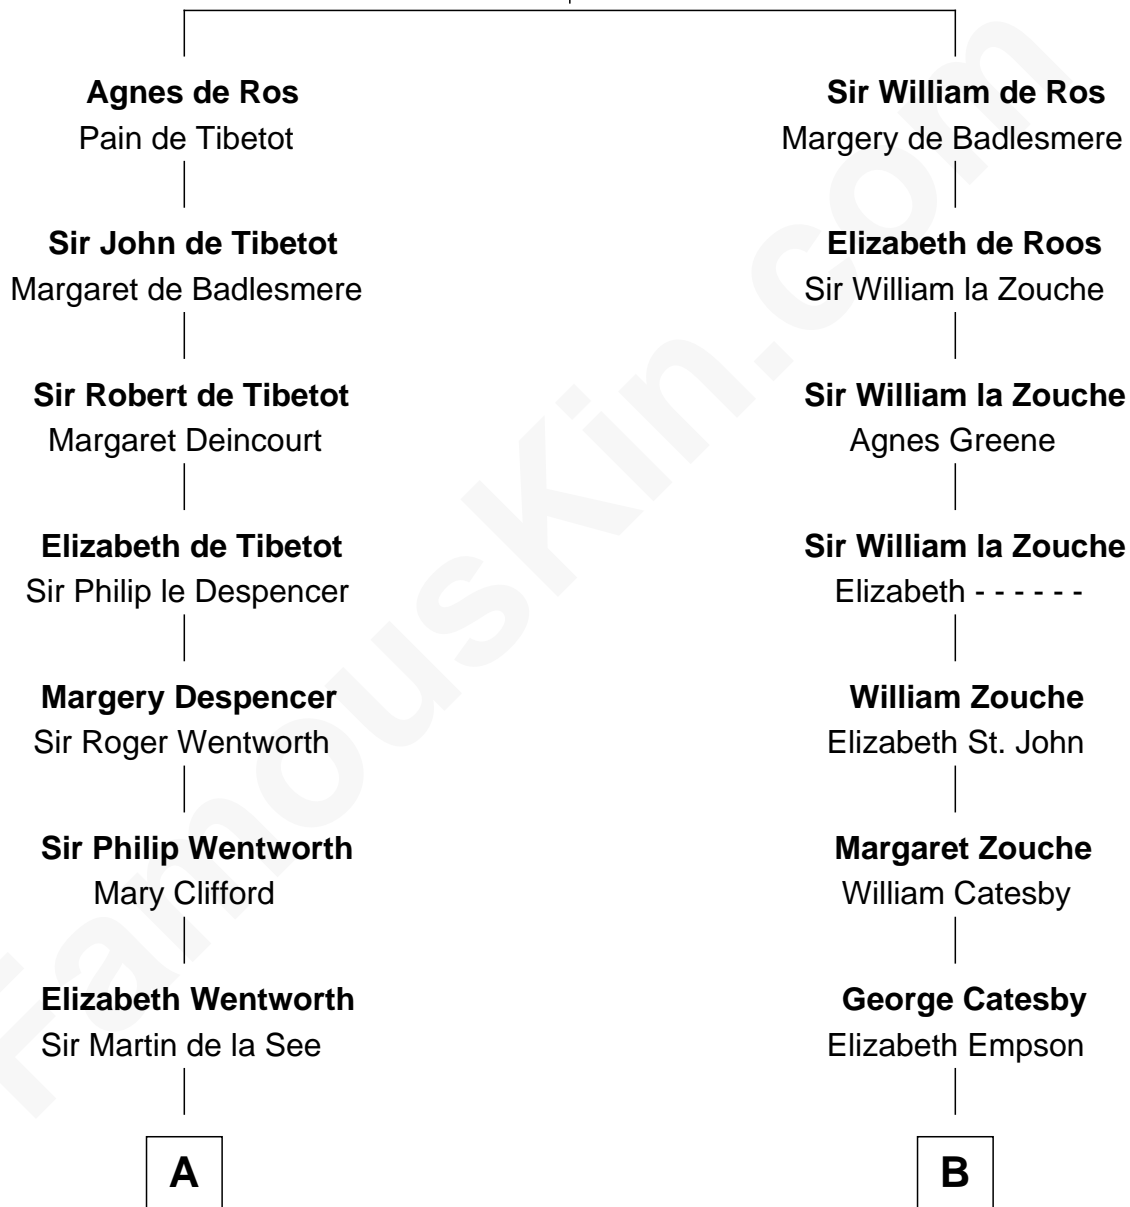 Agnes de Ros
Pain de Tibetot
Sir John de Tibetot
Margaret de Badlesmere
Sir Robert de Tibetot
Margaret Deincourt
Elizabeth de Tibetot
Sir Philip le Despencer
Margery Despencer
Sir Roger Wentworth
Sir Philip Wentworth
Mary Clifford
Elizabeth Wentworth
Sir Martin de la See
A
Sir William de Ros
Margery de Badlesmere
Elizabeth de Roos
Sir William la Zouche
Sir William la Zouche
Agnes Greene
Sir William la Zouche
Elizabeth - - - - - -
William Zouche
Elizabeth St. John
Margaret Zouche
William Catesby
George Catesby
Elizabeth Empson
B
FamousKin.com